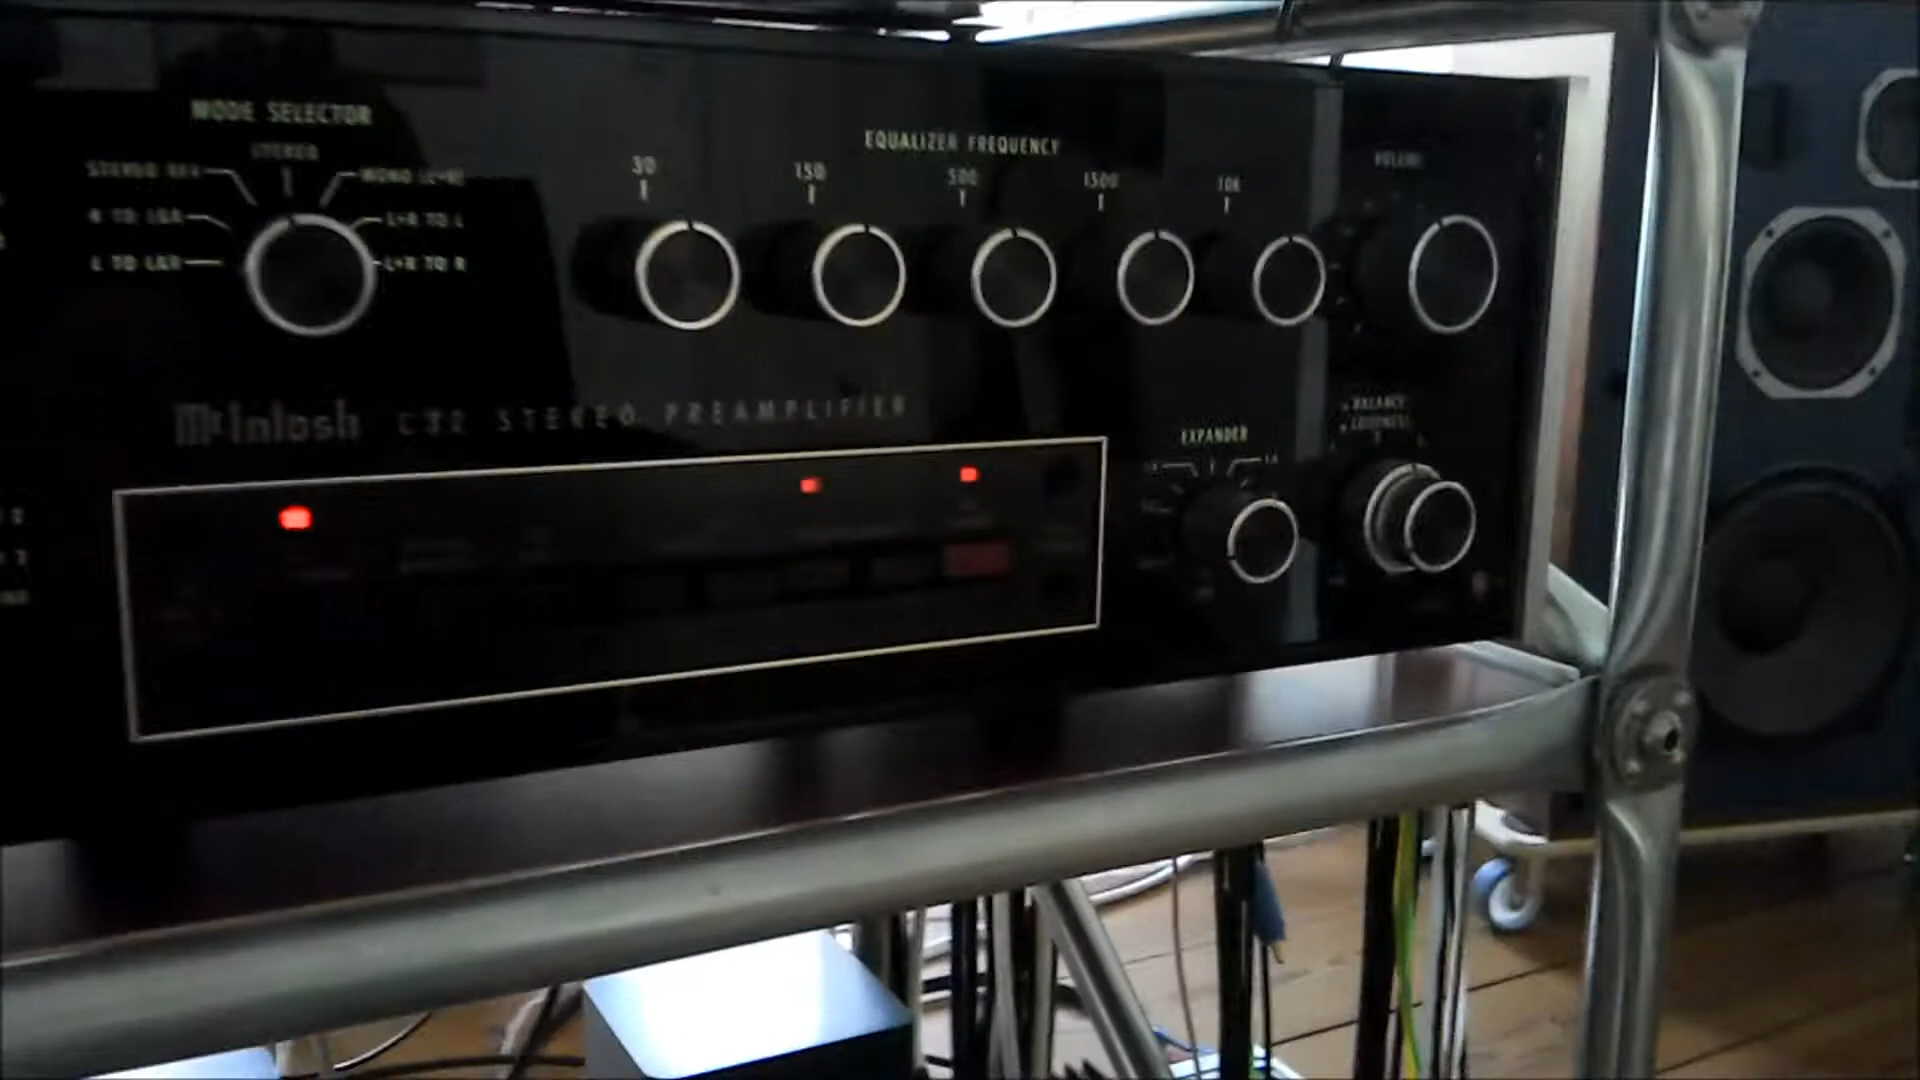 MODE SELECTOR
STEREO
STEREO REV
MONO (L+R)
R TO L&R
L+R TO L
L TO L&R
L+R TO R
EQUALIZER FREQUENCY
30
150
500
1500
10K
VOLUME
McIntosh C32 STEREO PREAMPLIFIER
EXPANDER
BALANCE
LOUDNESS